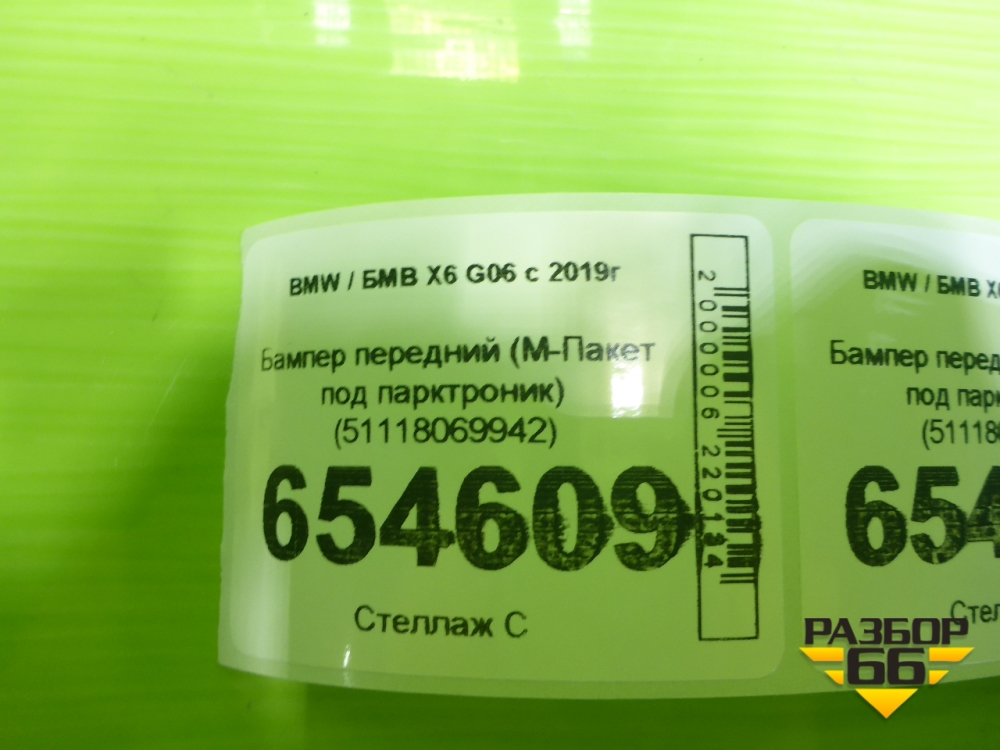 BMW / БМВ X6 G06 с 2019г
Бампер передний (М-Пакет
под парктроник)
(51118069942)
654609
Стеллаж С
2000006220134
BMW / БМВ X6
Бампер перед
под парк
(51118
654
Стел
РАЗБОР
66